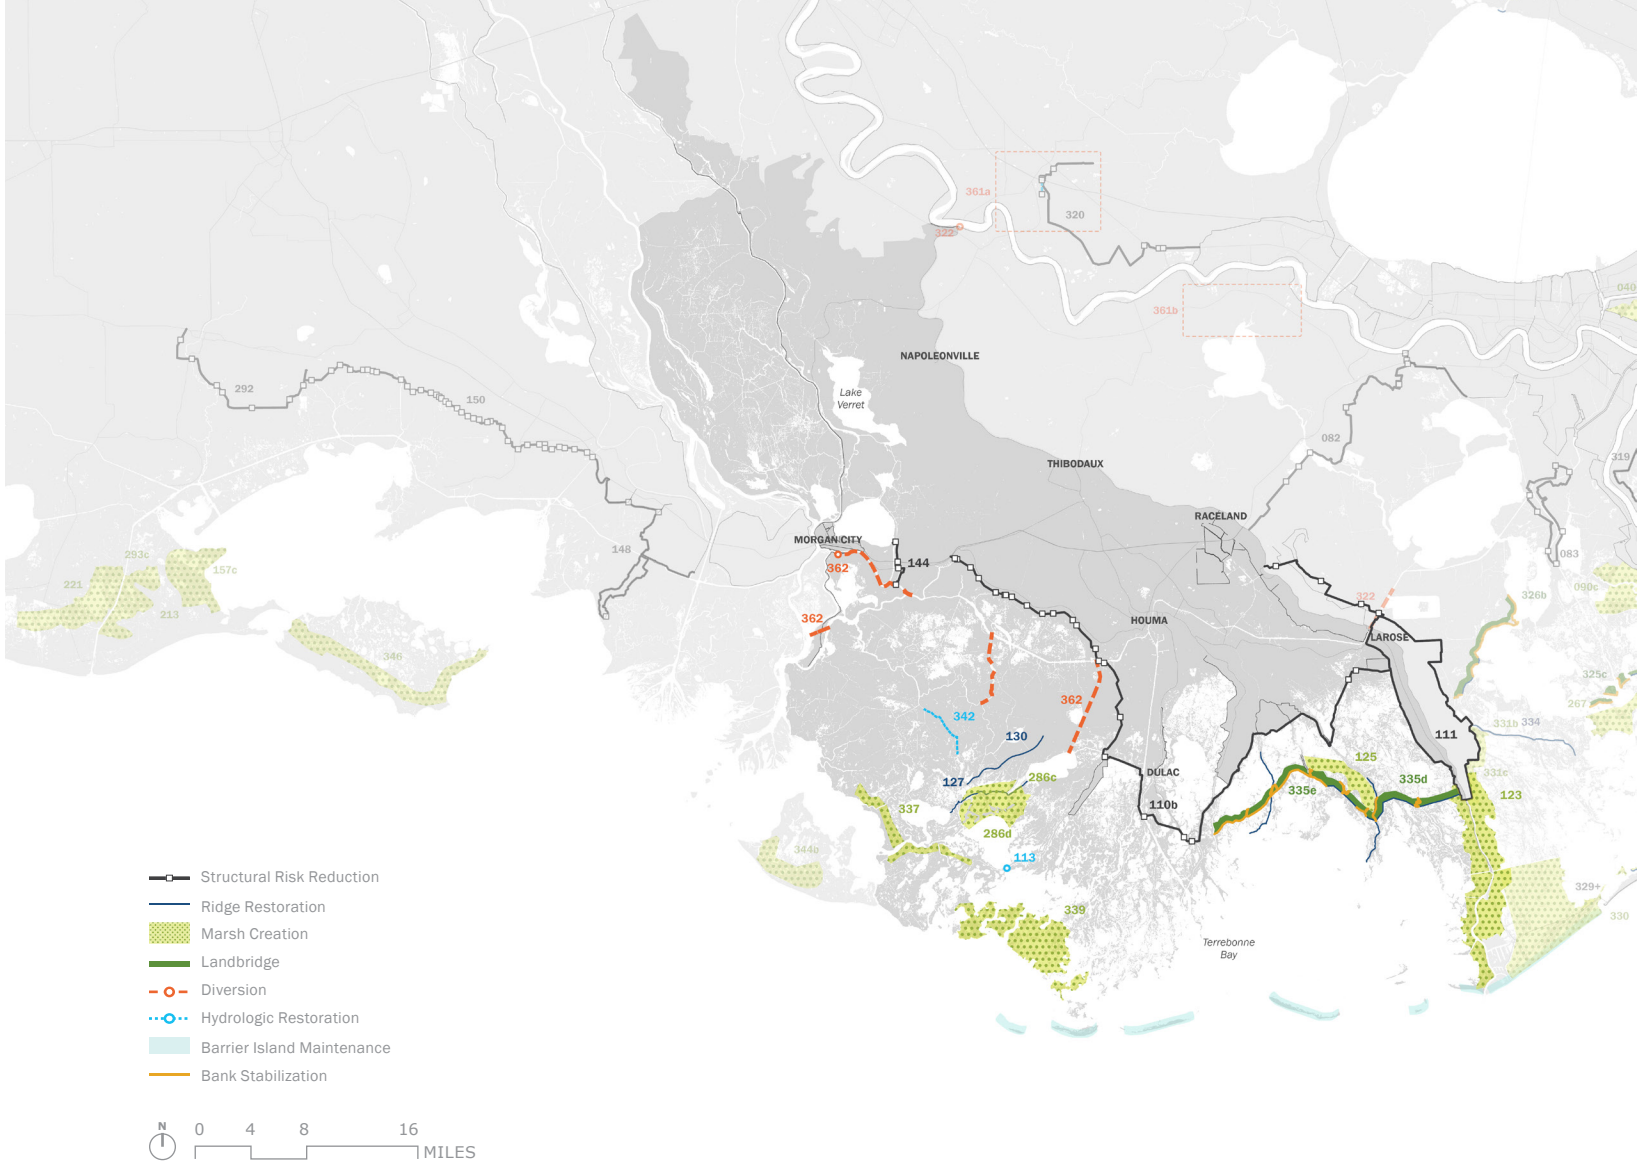 361a
320
322
040
361b
NAPOLEONVILLE
292
Lake
Verret
150
082
THIBODAUX
319
RACELAND
MORGAN CITY
148
293c
157c
221
213
362
144
083
090c
326b
322
362
HOUMA
LAROSE
346
325c
267
362
342
331b
334
130
111
125
DULAC
127
286c
335d
331c
335e
123
110b
337
286d
344a
113
329+
339
330
Terrebonne
Bay
Structural Risk Reduction
Ridge Restoration
Marsh Creation
Landbridge
Diversion
Hydrologic Restoration
Barrier Island Maintenance
Bank Stabilization
N
0 4 8 16
MILES